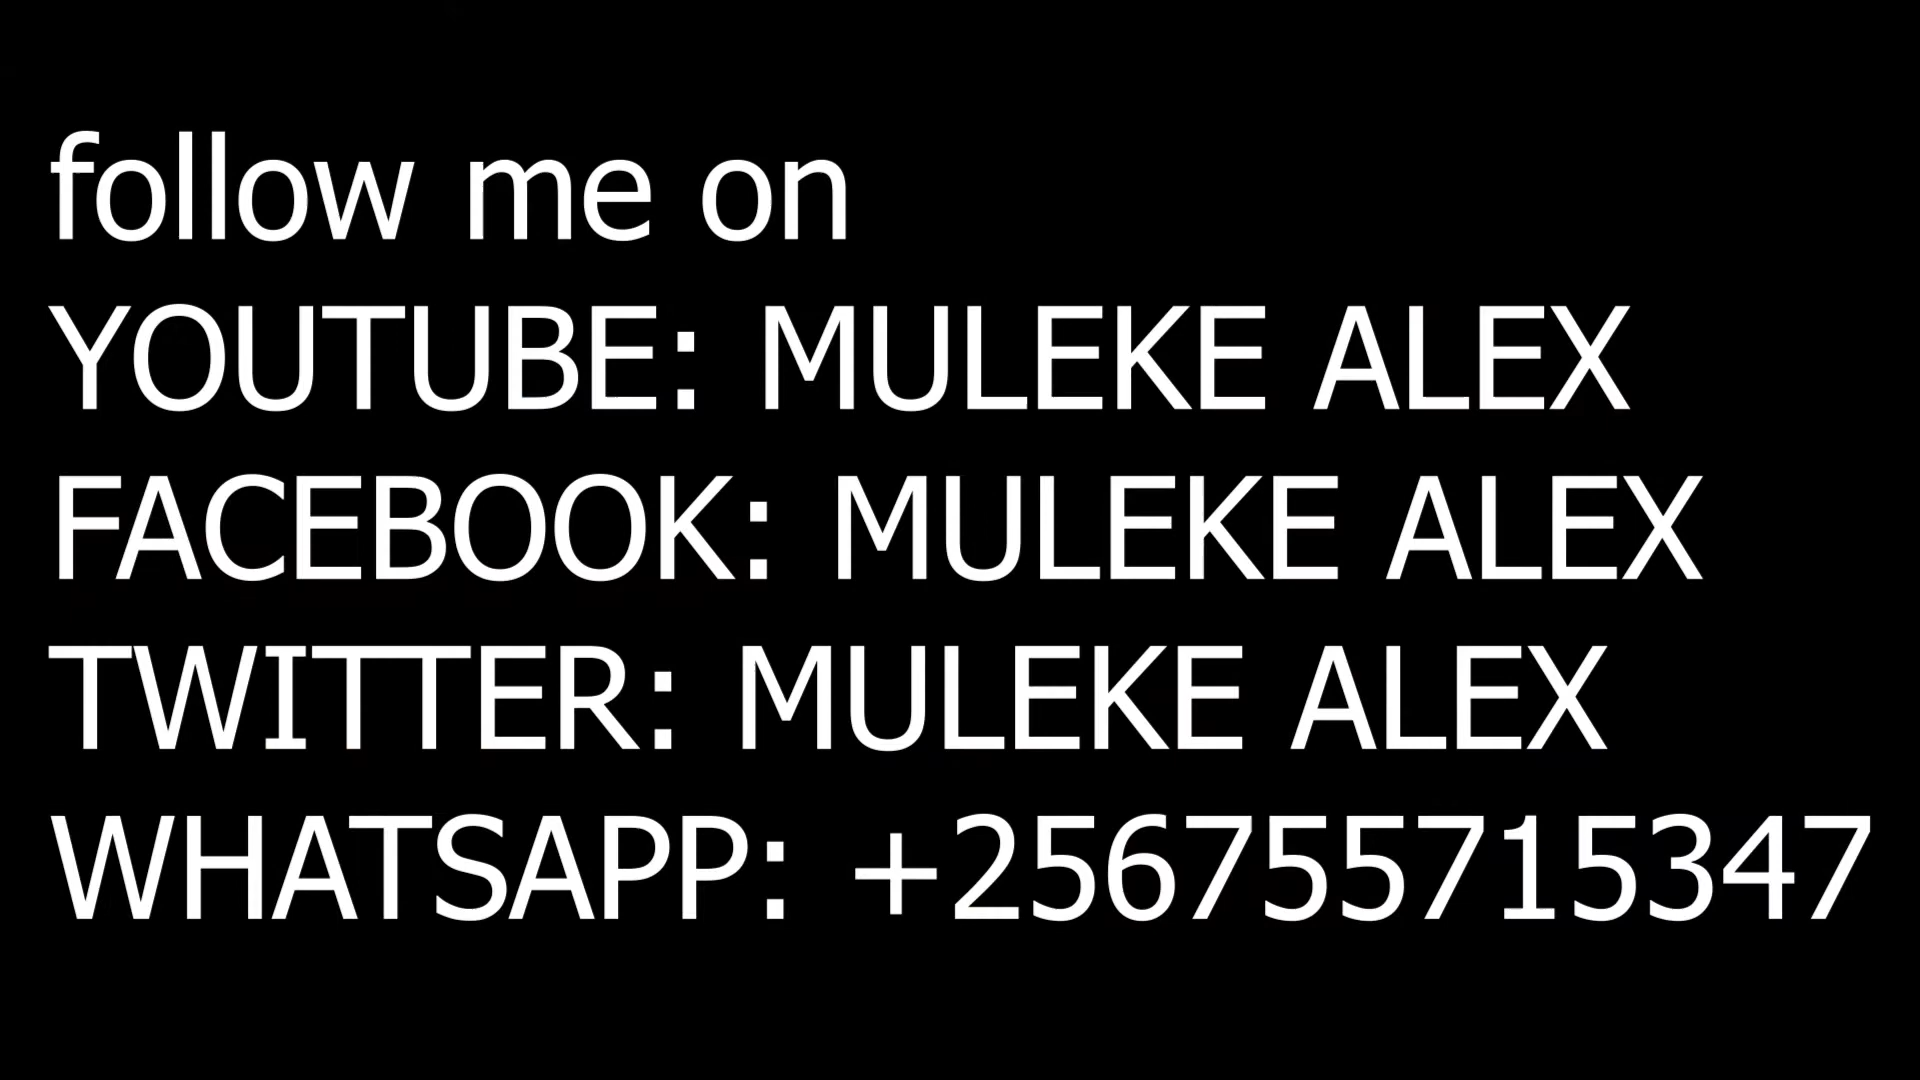 follow me on
YOUTUBE: MULEKE ALEX
FACEBOOK: MULEKE ALEX
TWITTER: MULEKE ALEX
WHATSAPP: +256755715347